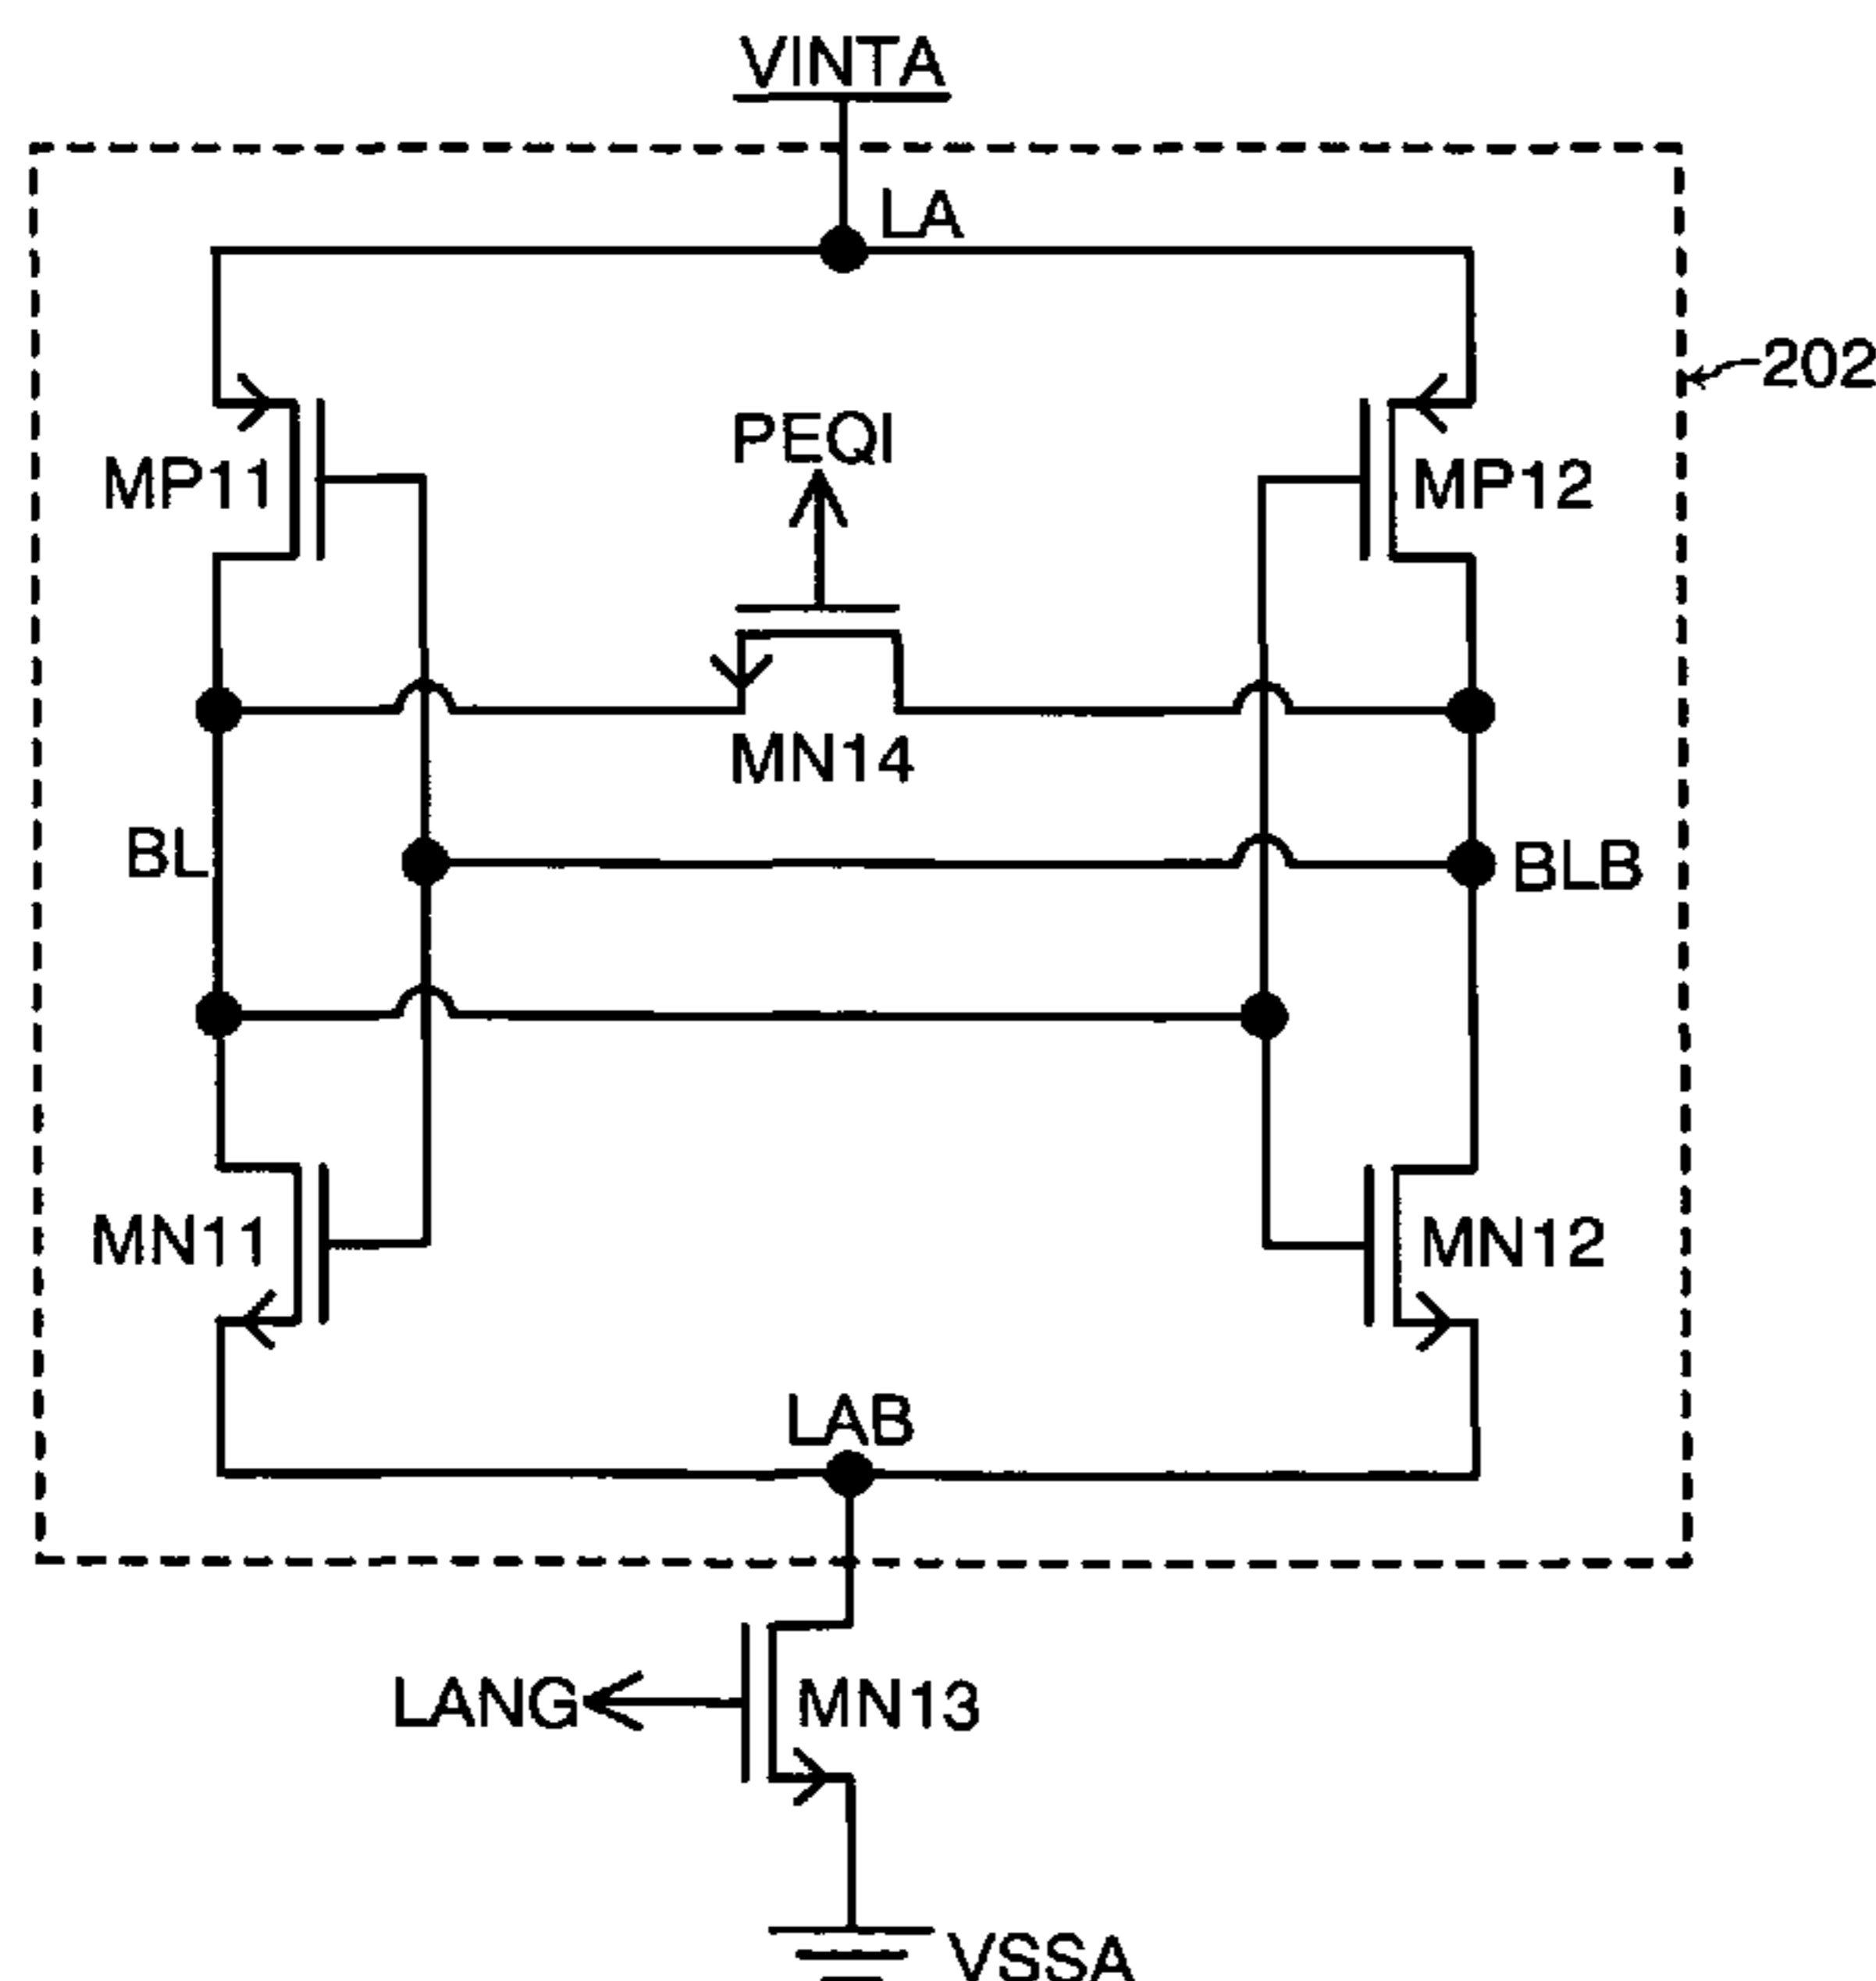 VINTA
LA
202
PEQI
MP11
MP12
MN14
BL
BLB
MN11
MN12
LAB
LANG
MN13
VSSA